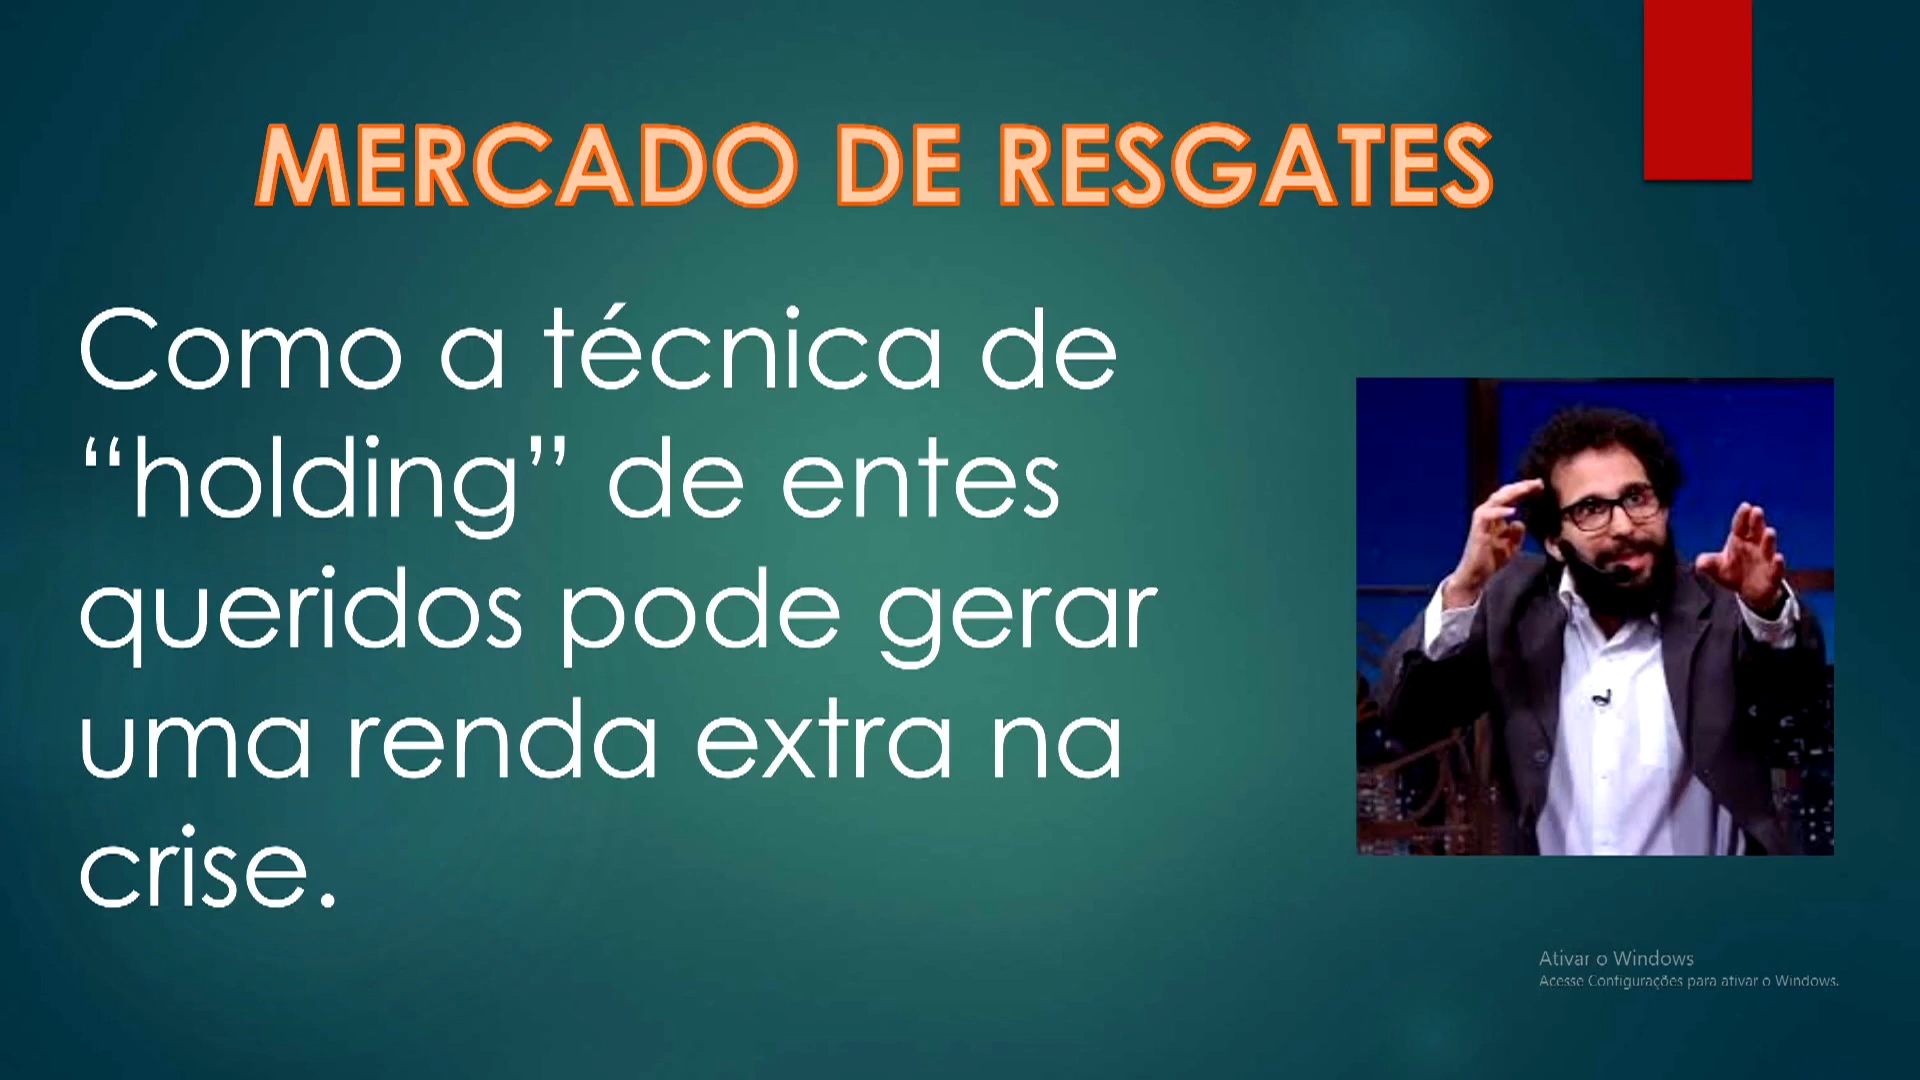 MERCADO DE RESGATES
Como a técnica de
“holding” de entes
queridos pode gerar
uma renda extra na
crise.
Ativar o Windows
Acesse Configurações para ativar o Windows.